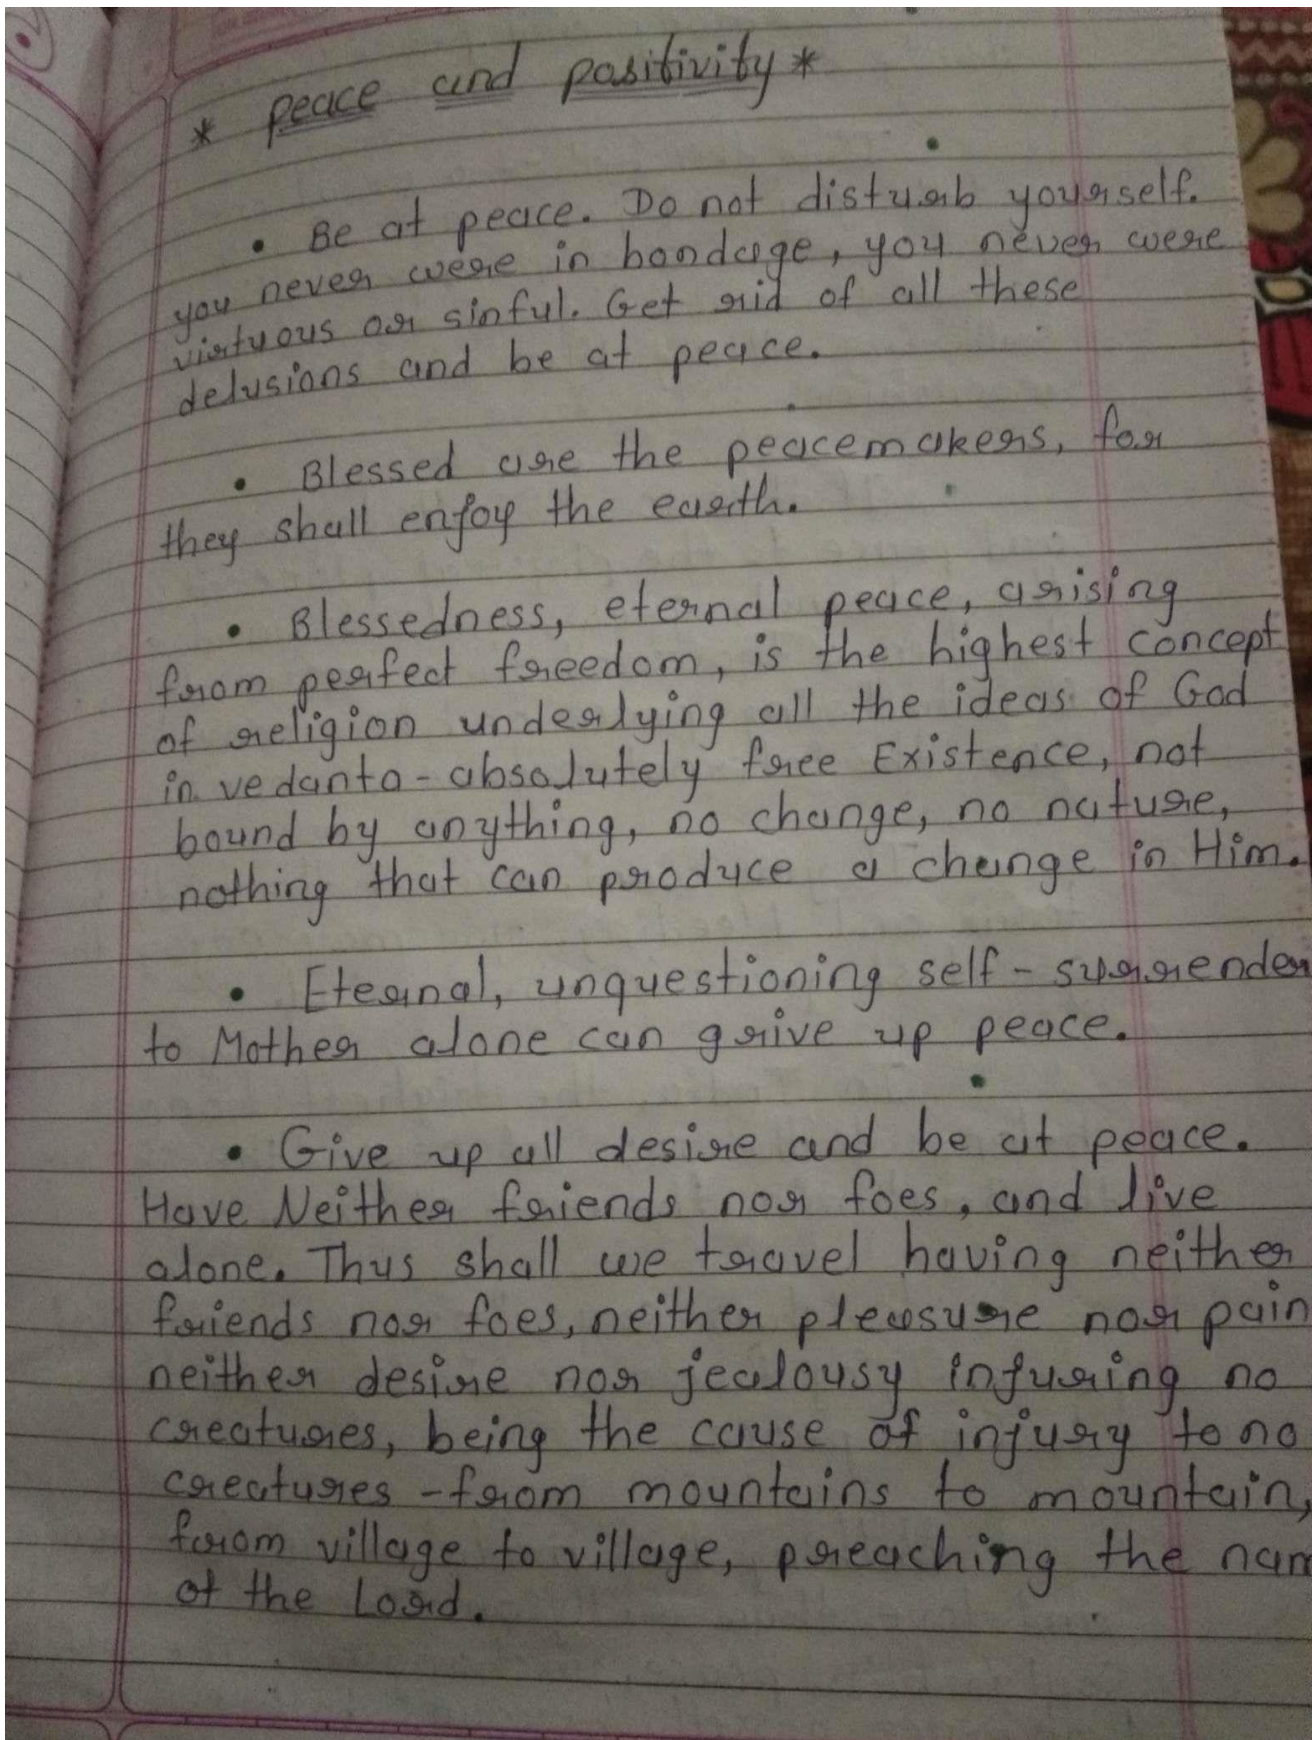 * peace and positivity *
• Be at peace. Do not disturb yourself.
you never were in bondage, you never were
virtuous or sinful. Get rid of all these
delusions and be at peace.
• Blessed are the peacemakers, for
they shall enjoy the earth.
• Blessedness, eternal peace, arising
from perfect freedom, is the highest concept
of religion underlying all the ideas of God
in vedanta - absolutely free Existence, not
bound by anything, no change, no nature,
nothing that can produce a change in Him.
• Eternal, unquestioning self - surrender
to Mother alone can grive up peace.
• Give up all desire and be at peace.
Have Neither friends nor foes, and live
alone. Thus shall we travel having neither
friends nor foes, neither pleasure nor pain
neither desire nor jealousy infuring no
creatures, being the cause of injury to no
creatures - from mountains to mountain,
from village to village, preaching the nam
of the Lord.